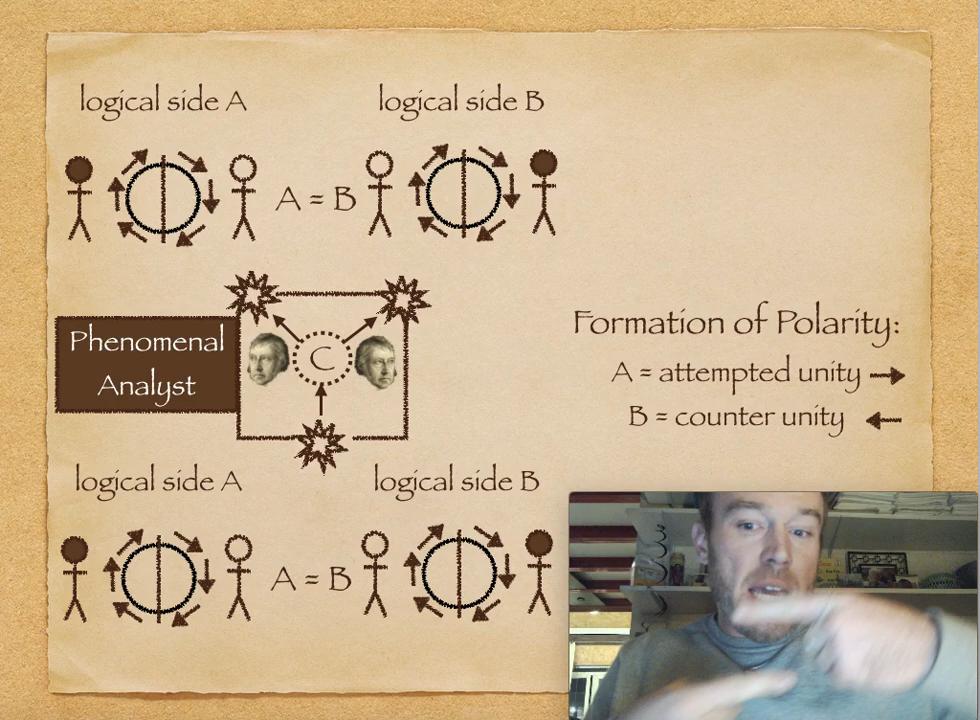 logical side A
logical side B
A = B
C
Phenomenal
Analyst
Formation of Polarity:
A = attempted unity
B = counter unity
logical side A
logical side B
A = B